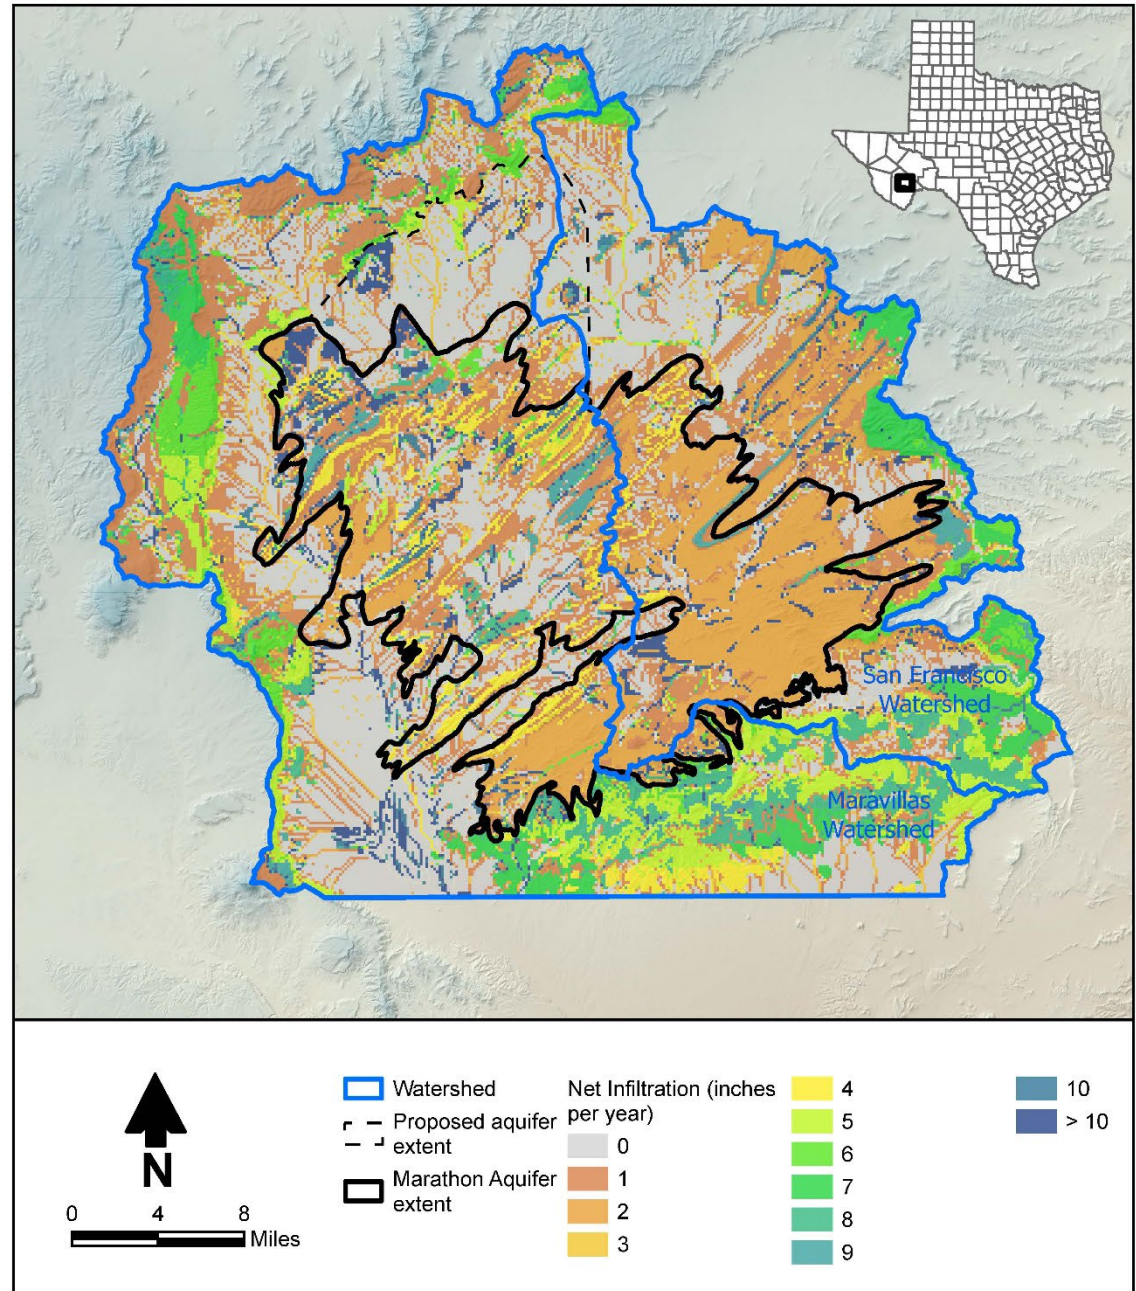 San Francisco
Watershed
Maravillas
Watershed
N
0 4 8
Miles
Watershed
Proposed aquifer
extent
Marathon Aquifer
extent
Net Infiltration (inches
per year)
0
1
2
3
4
5
6
7
8
9
10
> 10